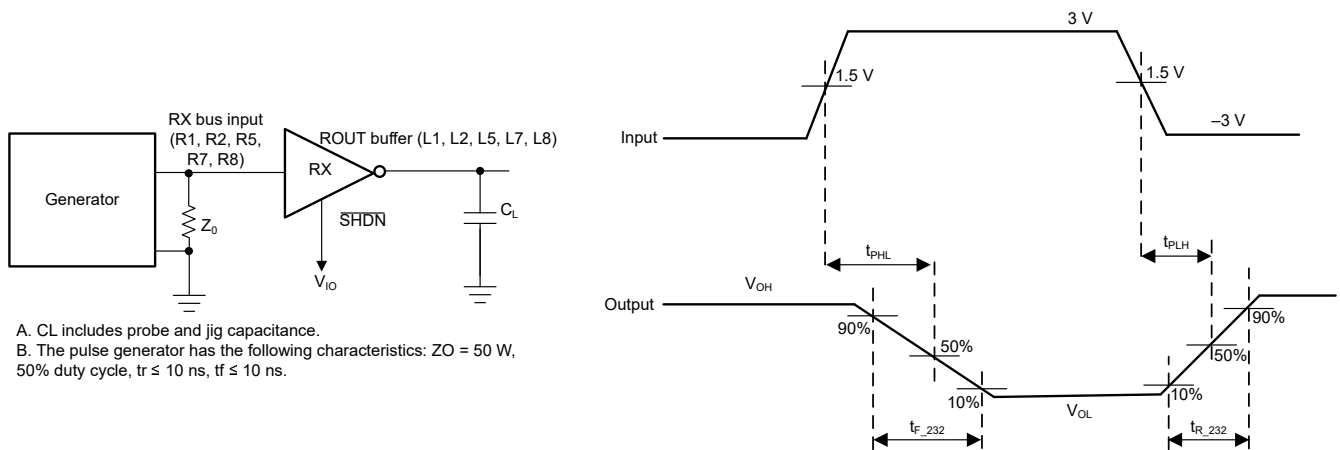 RX bus input
(R1, R2, R5,
R7, R8)
ROUT buffer (L1, L2, L5, L7, L8)
Generator
RX
Z0
SHDN
CL
VIO
A. CL includes probe and jig capacitance.
B. The pulse generator has the following characteristics: ZO = 50 W,
50% duty cycle, tr ≤ 10 ns, tf ≤ 10 ns.
3 V
1.5 V
1.5 V
Input
–3 V
tPHL
tPLH
VOH
Output
90%
50%
10%
VOL
90%
50%
10%
tF_232
tR_232